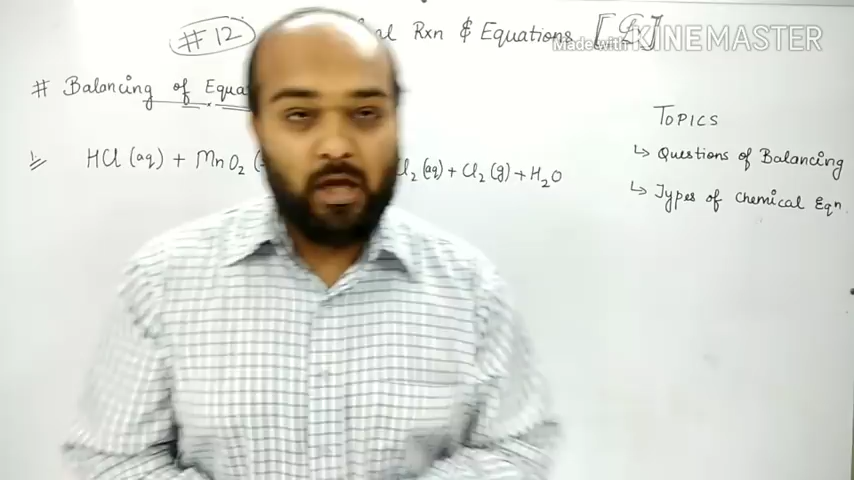 #12 al Rxn & Equations [L]
Made with KINEMASTER
# Balancing of Equa
TOPICS
1. HCl (aq) + MnO2 ( Cl2 (aq) + Cl2 (g) + H2O
↳ Questions of Balancing
↳ Types of Chemical Eqn.